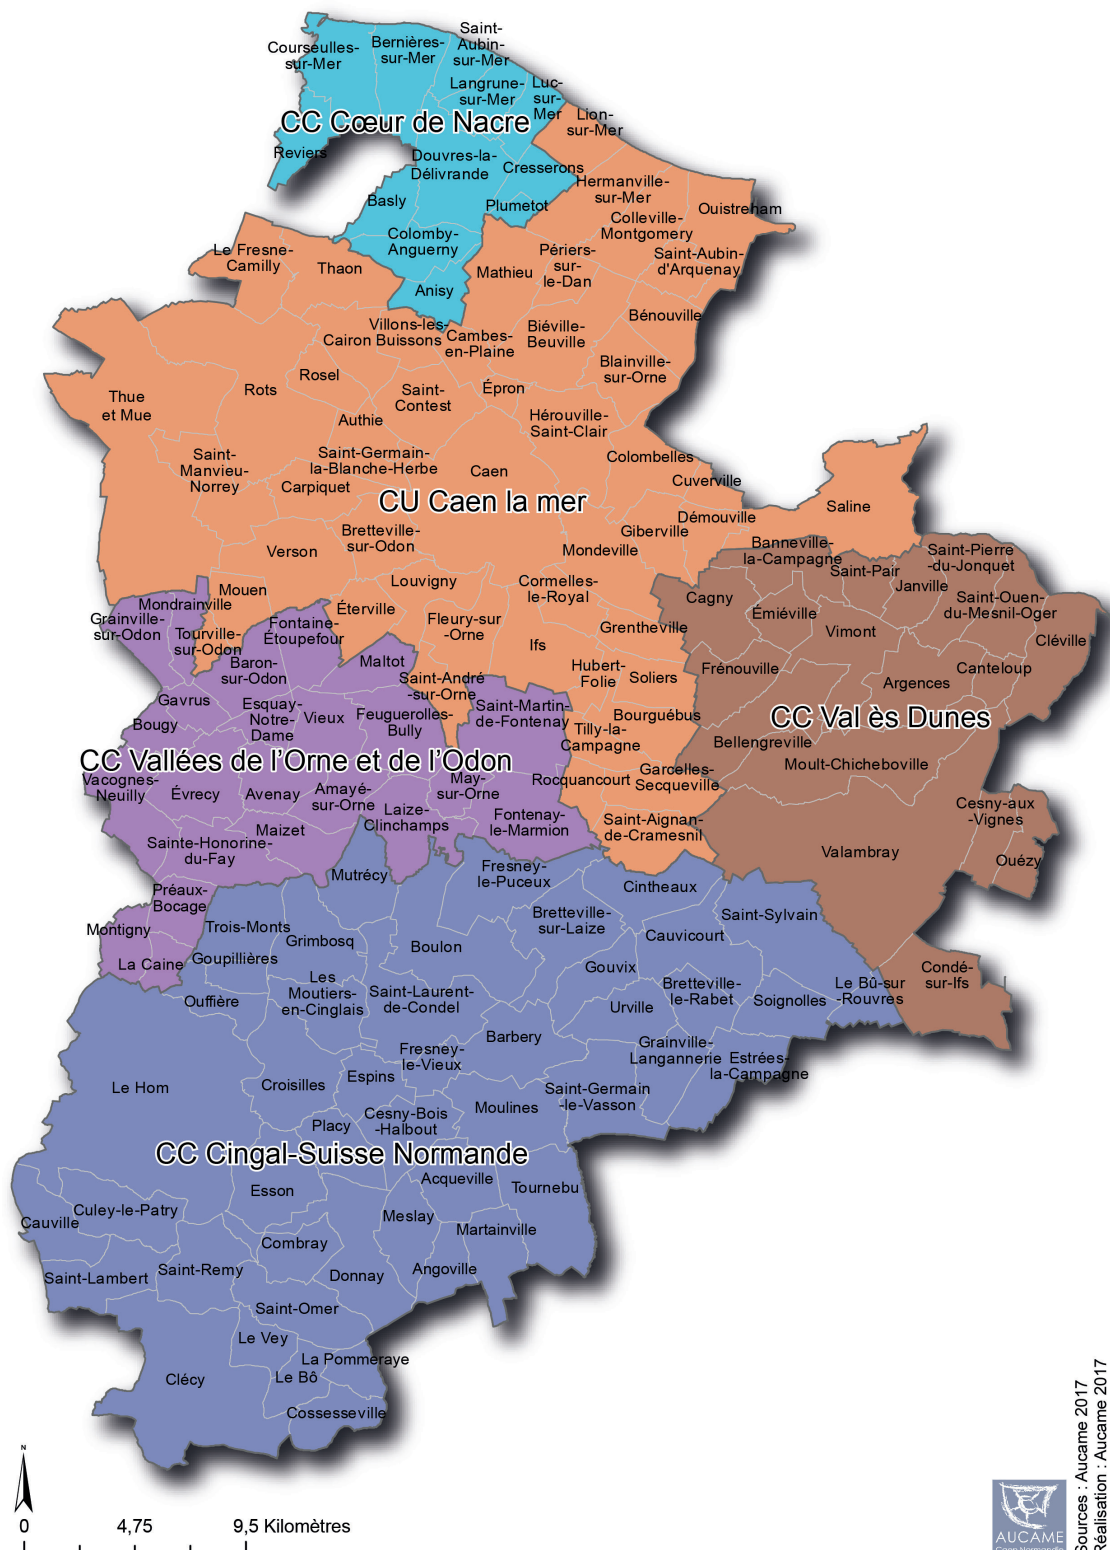 Courseulles-
sur-Mer
Bernières-
sur-Mer
Saint-
Aubin-
sur-Mer
Langrune-
sur-Mer
Luc-
sur-
Mer
Lion-
sur-Mer
CC Cœur de Nacre
Reviers
Douvres-la-
Délivrande
Cresserons
Hermanville-
sur-Mer
Basly
Plumetot
Colleville-
Montgomery
Ouistreham
Colomby-
Anguerny
Le Fresne-
Camilly
Thaon
Mathieu
Périers-
sur-
le-Dan
Saint-Aubin-
d'Arquenay
Anisy
Villons-les-
Cairon Buissons
Cambes-
en-Plaine
Biéville-
Beuville
Bénouville
Blainville-
sur-Orne
Thue
et Mue
Rots
Rosel
Saint-
Contest
Épron
Authie
Hérouville-
Saint-Clair
Saint-
Manvieu-
Norrey
Saint-Germain-
la-Blanche-Herbe
Carpiquet
Caen
Colombelles
Cuverville
CU Caen la mer
Saline
Démouville
Giberville
Bretteville-
sur-Odon
Verson
Mondeville
Banneville-
la-Campagne
Saint-Pair
Janville
Saint-Pierre
-du-Jonquet
Mouen
Louvigny
Cormelles-
le-Royal
Cagny
Émiéville
Vimont
Saint-Ouen-
du-Mesnil-Oger
Cléville
Mondrainville
Grainville-
sur-Odon
Tourville-
sur-Odon
Fontaine-
Étoupefour
Éterville
Fleury-sur
-Orne
Ifs
Grentheville
Baron-
sur-Odon
Maltot
Saint-André
-sur-Orne
Hubert-
Folie
Soliers
Frénouville
Argences
Canteloup
Gavrus
Bougy
Esquay-
Notre-
Dame
Vieux
Feuguerolles-
Bully
Saint-Martin-
de-Fontenay
Bourguébus
Tilly-la-
Campagne
CC Val ès Dunes
Bellengreville
Moult-Chicheboville
CC Vallées de l'Orne et de l'Odon
Vacognes-
Neuilly
Évrecy
Avenay
Amayé-
sur-Orne
May-
sur-Orne
Rocquancourt
Garcelles-
Secqueville
Laize-
Clinchamps
Fontenay-
le-Marmion
Saint-Aignan-
de-Cramesnil
Cesny-aux
-Vignes
Ouézy
Valambray
Sainte-Honorine-
du-Fay
Maizet
Mutrécy
Fresney-
le-Puceux
Cintheaux
Préaux-
Bocage
Montigny
La Caine
Trois-Monts
Goupillières
Grimbosq
Boulon
Bretteville-
sur-Laize
Cauvicourt
Saint-Sylvain
Condé-
sur-Ifs
Ouffière
Les
Moutiers-
en-Cinglais
Saint-Laurent-
de-Condel
Gouvix
Urville
Bretteville-
le-Rabet
Soignolles
Le Bû-sur
-Rouvres
Barbery
Fresney-
le-Vieux
Grainville-
Langannerie
Estrées-
la-Campagne
Le Hom
Croisilles
Espins
Saint-Germain
-le-Vasson
Placy
Cesny-Bois
-Halbout
Moulines
CC Cingal-Suisse Normande
Esson
Acqueville
Tournebu
Cauville
Culey-le-Patry
Meslay
Martainville
Combray
Saint-Lambert
Saint-Remy
Donnay
Angoville
Saint-Omer
Le Vey
La Pommeraye
Clécy
Le Bô
Cossesseville
N
0 4,75 9,5 Kilomètres
AUCAME
Caen Normandie
Sources : Aucame 2017
Réalisation : Aucame 2017